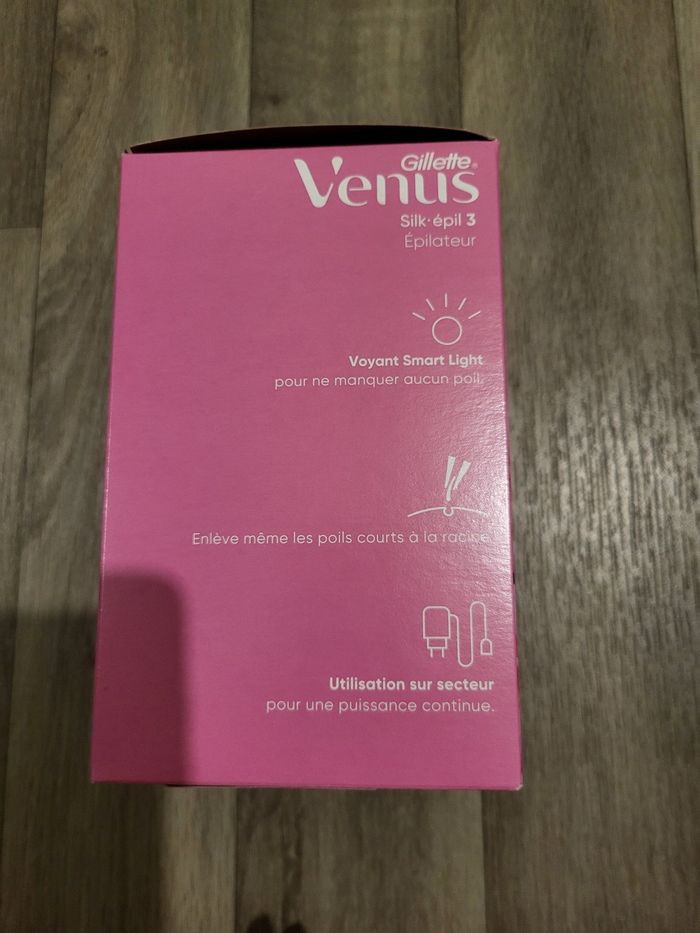 Gillette®
Venus
Silk·épil 3
Épilateur
Voyant Smart Light
pour ne manquer aucun poil.
Enlève même les poils courts à la racine
Utilisation sur secteur
pour une puissance continue.